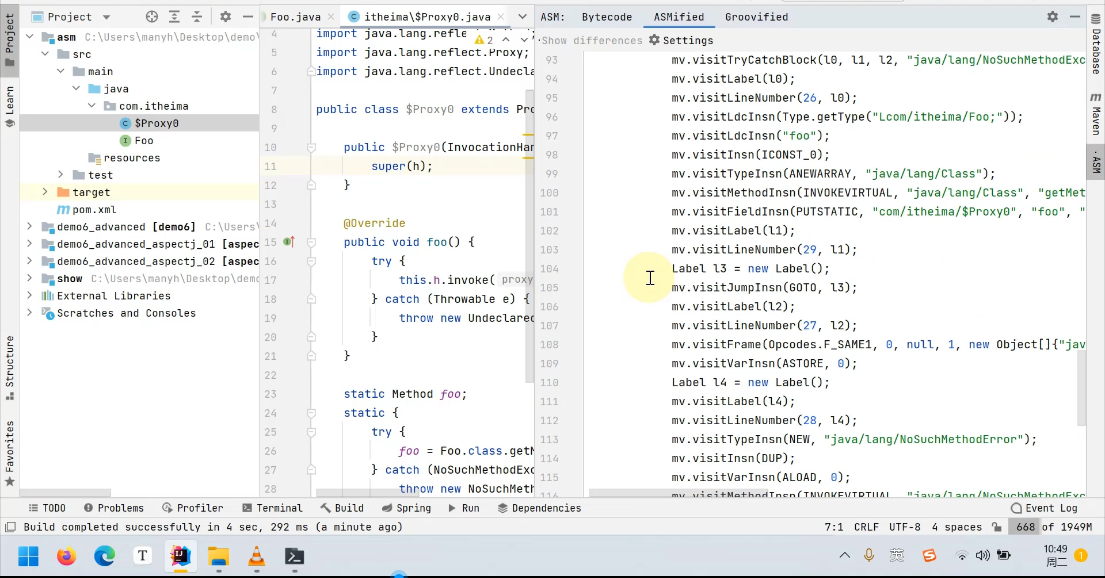 Project
Foo.java
itheima\$Proxy0.java
ASM:
Bytecode
ASMified
Groovified
Show differences
Settings
asm C:\Users\manyh\Desktop\demo\
src
main
java
com.itheima
$Proxy0
Foo
resources
test
target
pom.xml
demo6_advanced [demo6] C:\Us
demo6_advanced_aspectj_01 [aspec
demo6_advanced_aspectj_02 [aspec
show C:\Users\manyh\Desktop\dem
External Libraries
Scratches and Consoles
Project
Learn
Structure
Favorites
2
4 import java.lang.refle
5 import java.lang.reflect.Proxy;
6 import java.lang.reflect.Undecla
7
8 public class $Proxy0 extends Pro
9
10 public $Proxy0(InvocationHan
11 super(h);
12 }
13
14 @Override
15 public void foo() {
16 try {
17 this.h.invoke( proxy
18 } catch (Throwable e) {
19 throw new Undeclare
20 }
21 }
22
23 static Method foo;
24 static {
25 try {
26 foo = Foo.class.getM
27 } catch (NoSuchMethodExc
28 throw new NoSuchMeth
93 mv.visitTryCatchBlock(l0, l1, l2, "java/lang/NoSuchMethodExc
94 mv.visitLabel(l0);
95 mv.visitLineNumber(26, l0);
96 mv.visitLdcInsn(Type.getType("Lcom/itheima/Foo;"));
97 mv.visitLdcInsn("foo");
98 mv.visitInsn(ICONST_0);
99 mv.visitTypeInsn(ANEWARRAY, "java/lang/Class");
100 mv.visitMethodInsn(INVOKEVIRTUAL, "java/lang/Class", "getMet
101 mv.visitFieldInsn(PUTSTATIC, "com/itheima/$Proxy0", "foo", "
102 mv.visitLabel(l1);
103 mv.visitLineNumber(29, l1);
104 Label l3 = new Label();
105 mv.visitJumpInsn(GOTO, l3);
106 mv.visitLabel(l2);
107 mv.visitLineNumber(27, l2);
108 mv.visitFrame(Opcodes.F_SAME1, 0, null, 1, new Object[]{"jav
109 mv.visitVarInsn(ASTORE, 0);
110 Label l4 = new Label();
111 mv.visitLabel(l4);
112 mv.visitLineNumber(28, l4);
113 mv.visitTypeInsn(NEW, "java/lang/NoSuchMethodError");
114 mv.visitInsn(DUP);
115 mv.visitVarInsn(ALOAD, 0);
116 mv.visitMethodInsn(INVOKEVIRTUAL, "java/lang/NoSuchMethodExc
Database
Maven
ASM
TODO
Problems
Profiler
Terminal
Build
Spring
Run
Dependencies
Event Log
Build completed successfully in 4 sec, 292 ms (a minute ago)
7:1 CRLF UTF-8 4 spaces 668 of 1949M
T
英
10:49
周二
1